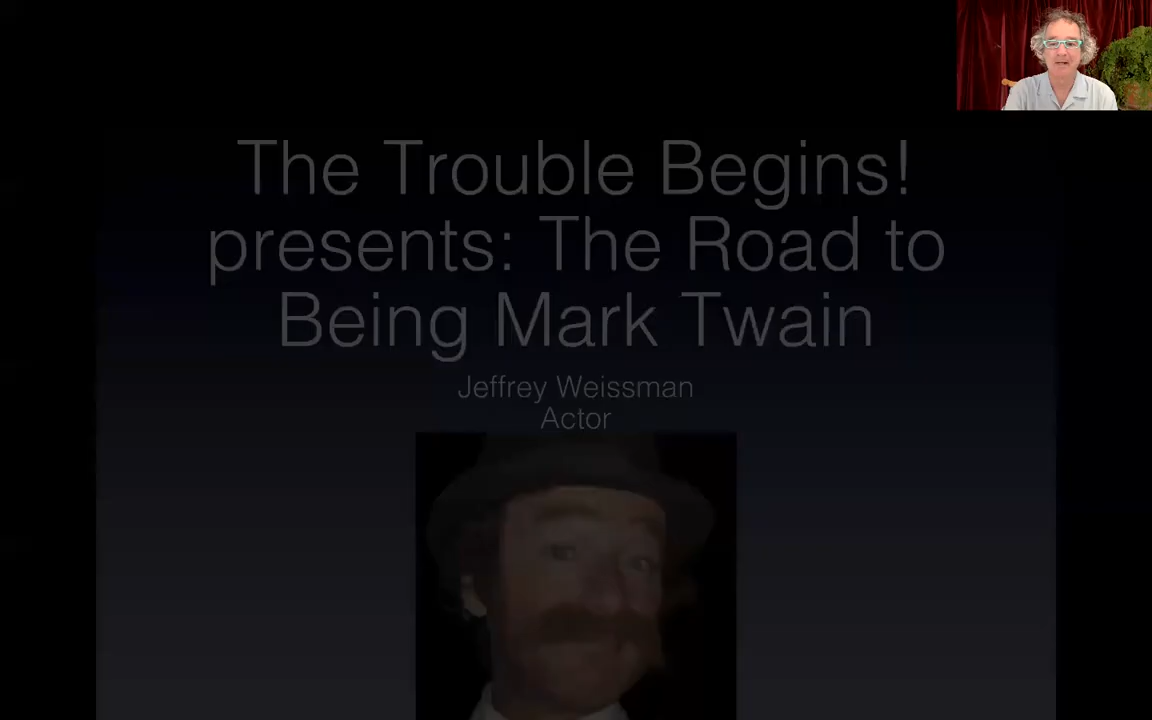 The Trouble Begins!
presents: The Road to
Being Mark Twain
Jeffrey Weissman
Actor